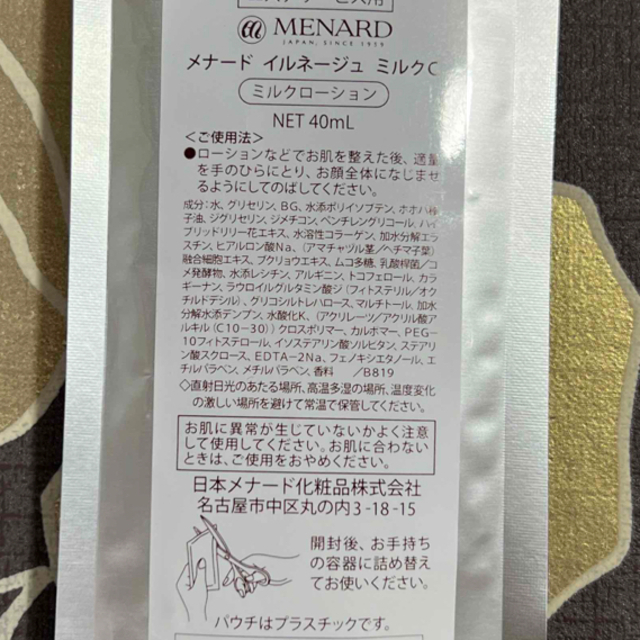 MENARD
JAPAN, SINCE 1959
メナード イルネージュ ミルクC
ミルクローション
NET 40mL
＜ご使用法＞
●ローションなどでお肌を整えた後、適量
を手のひらにとり、お顔全体になじませ
るようにしてのばしてください。
成分：水、グリセリン、BG、水添ポリイソブテン、ホホバ種
子油、ジグリセリン、ジメチコン、ペンチレングリコール、ハイ
ブリッドリリー花エキス、水溶性コラーゲン、加水分解エラ
スチン、ヒアルロン酸Na、（アマチャヅル茎／ヘチマ子葉）
融合細胞エキス、ブクリョウエキス、ムコ多糖、乳酸桿菌／コ
メ発酵物、水添レシチン、アルギニン、トコフェロール、カラ
ギーナン、ラウロイルグルタミン酸ジ（フィトステリル／オク
チルドデシル）、グリコシルトレハロース、マルチトール、加水
分解水添デンプン、水酸化K、（アクリレーツ／アクリル酸ア
ルキル（C10－30））クロスポリマー、カルボマー、PEG－
10フィトステロール、イソステアリン酸ソルビタン、ステアリ
ン酸スクロース、EDTA－2Na、フェノキシエタノール、エ
チルパラベン、メチルパラベン、香料 ／B819
◇直射日光のあたる場所、高温多湿の場所、温度変化
の激しい場所を避けて常温で保管してください。
お肌に異常が生じていないかよく注意
して使用してください。お肌に合わない
ときは、ご使用をおやめください。
日本メナード化粧品株式会社
名古屋市中区丸の内3-18-15
開封後、お手持ち
の容器に詰め替え
てお使いください。
パウチはプラスチックです。